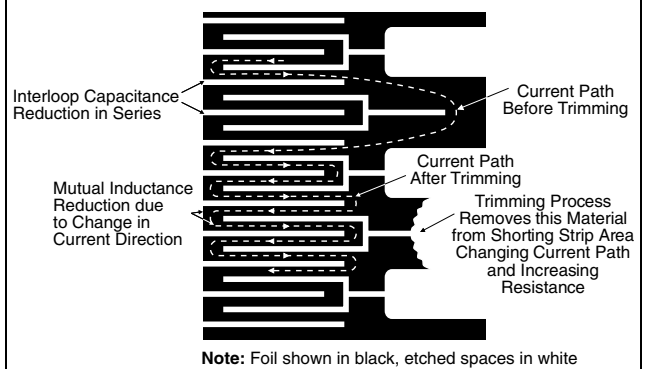 Interloop Capacitance
Reduction in Series
Current Path
Before Trimming
Current Path
After Trimming
Mutual Inductance
Reduction due
to Change in
Current Direction
Trimming Process
Removes this Material
from Shorting Strip Area
Changing Current Path
and Increasing
Resistance
Note: Foil shown in black, etched spaces in white